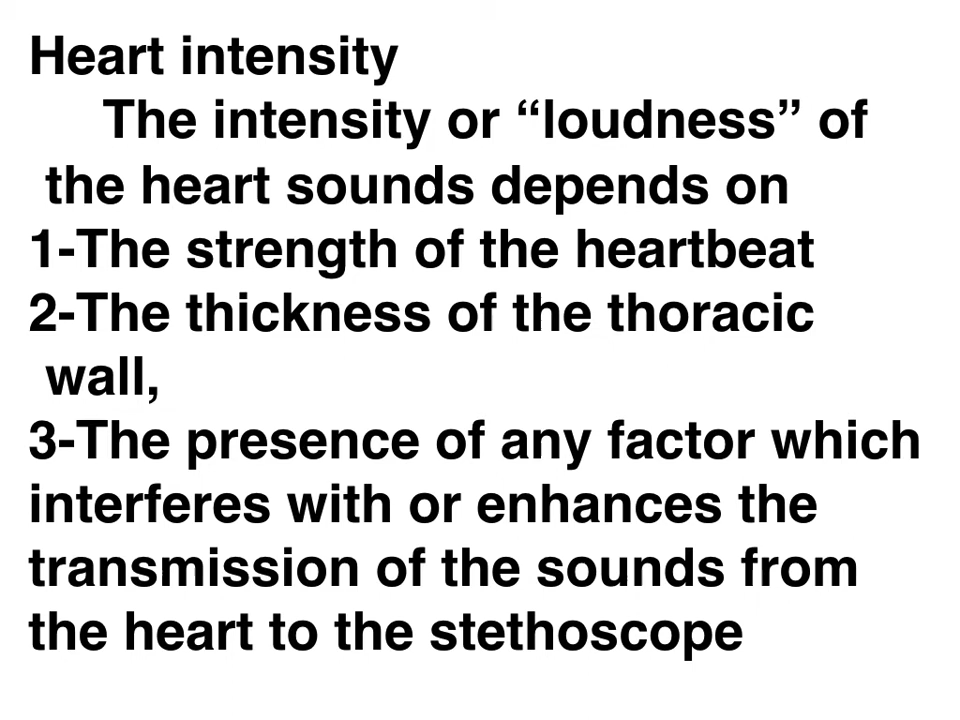 Heart intensity
The intensity or “loudness” of
the heart sounds depends on
1-The strength of the heartbeat
2-The thickness of the thoracic
wall,
3-The presence of any factor which
interferes with or enhances the
transmission of the sounds from
the heart to the stethoscope